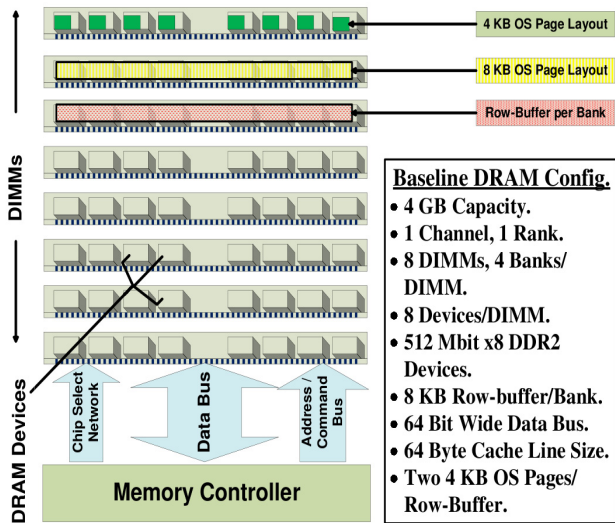 4 KB OS Page Layout
8 KB OS Page Layout
Row-Buffer per Bank
DIMMs
DRAM Devices
Chip Select
Network
Data Bus
Address /
Command
Bus
Memory Controller
Baseline DRAM Config.
• 4 GB Capacity.
• 1 Channel, 1 Rank.
• 8 DIMMs, 4 Banks/
DIMM.
• 8 Devices/DIMM.
• 512 Mbit x8 DDR2
Devices.
• 8 KB Row-buffer/Bank.
• 64 Bit Wide Data Bus.
• 64 Byte Cache Line Size.
• Two 4 KB OS Pages/
Row-Buffer.